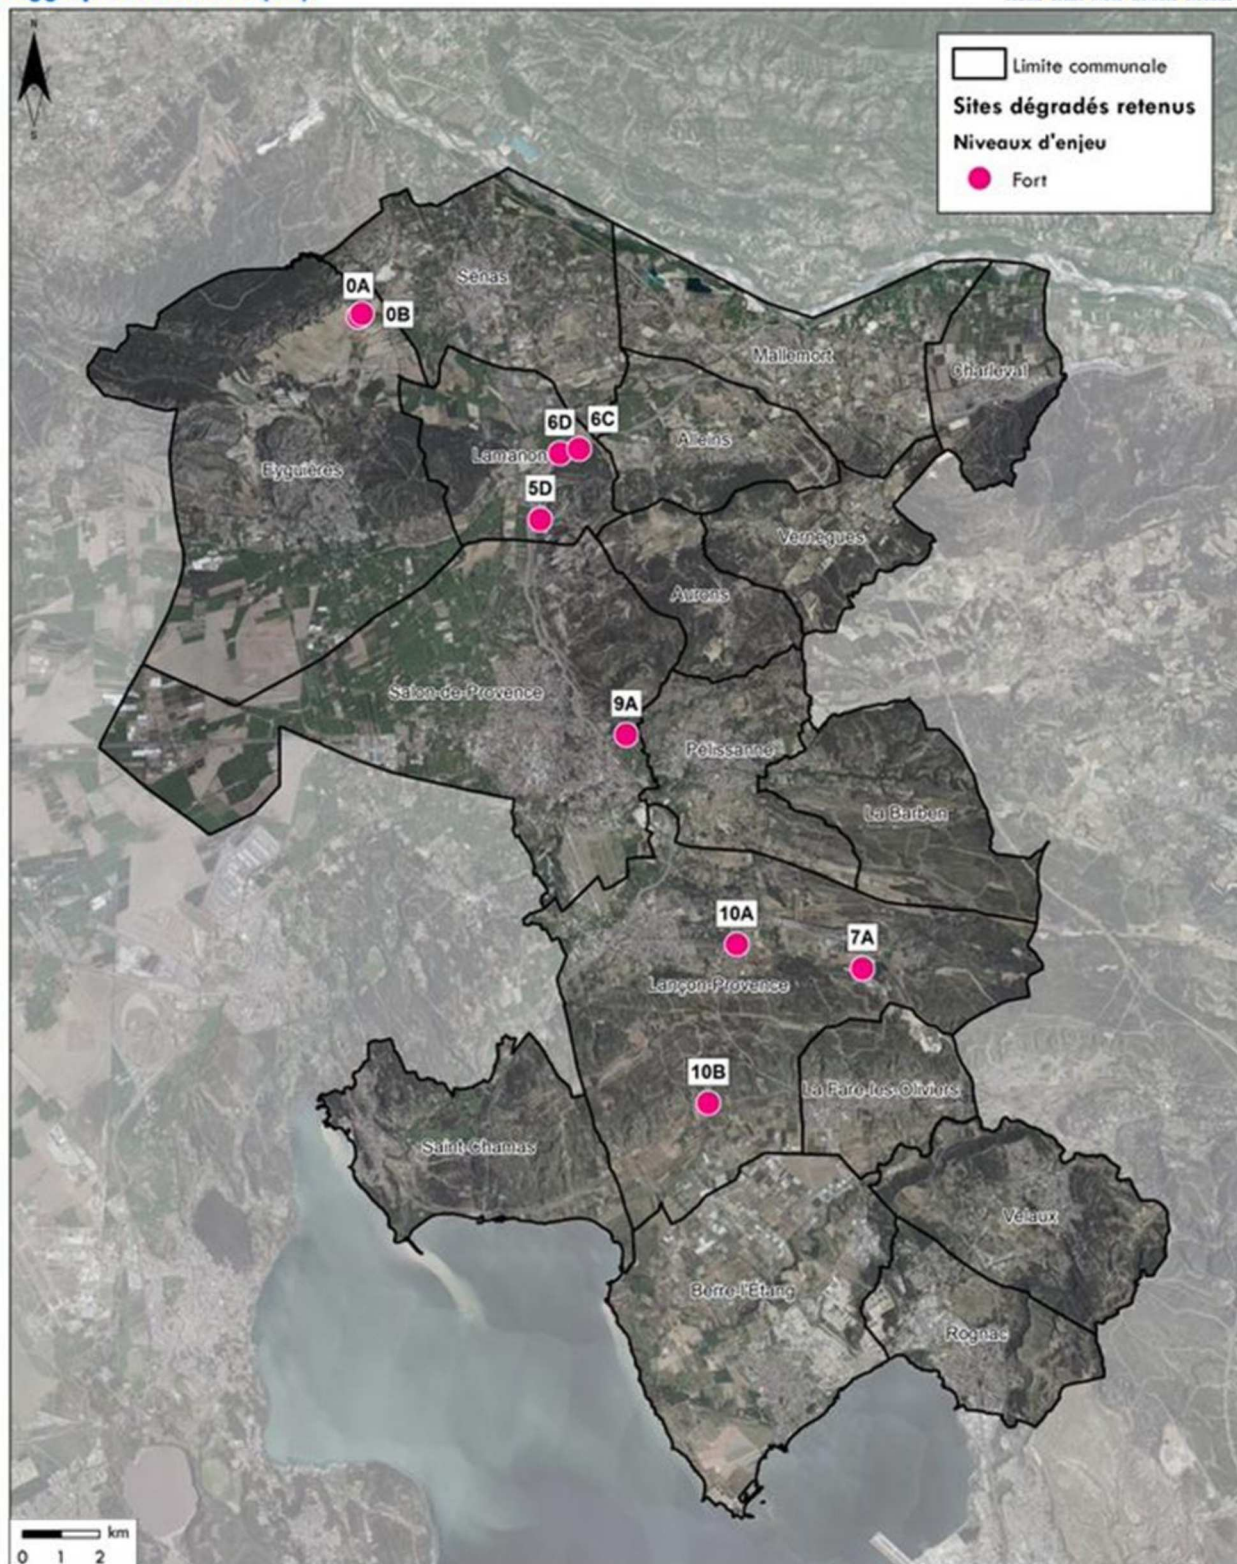 N
S
Limite communale
Sites dégradés retenus
Niveaux d'enjeu
Fort
Sénas
0A
0B
Mallemort
Charleval
6D
6C
Alleins
Lamanon
Eyguières
5D
Vernègues
Aurons
Salon-de-Provence
9A
Pélissanne
La Barben
10A
7A
Lançon-Provence
10B
La Fare-les-Oliviers
Saint-Chamas
Velaux
Berre-l'Étang
Rognac
km
0 1 2